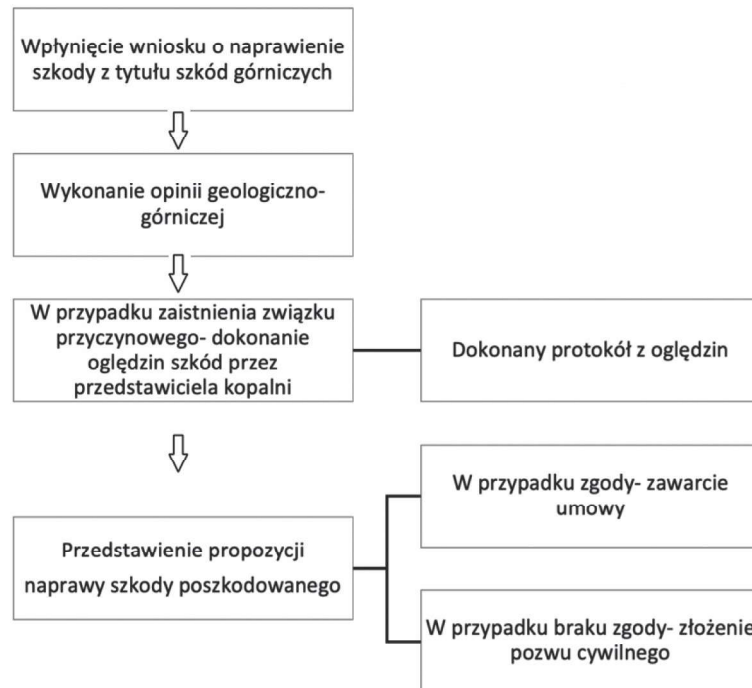 Wpłynięcie wniosku o naprawienie
szkody z tytułu szkód górniczych
Wykonanie opinii geologiczno-
górniczej
W przypadku zaistnienia związku
przyczynowego- dokonanie
oględzin szkód przez
przedstawiciela kopalni
Dokonany protokół z oględzin
Przedstawienie propozycji
naprawy szkody poszkodowanego
W przypadku zgody- zawarcie
umowy
W przypadku braku zgody- złożenie
pozwu cywilnego